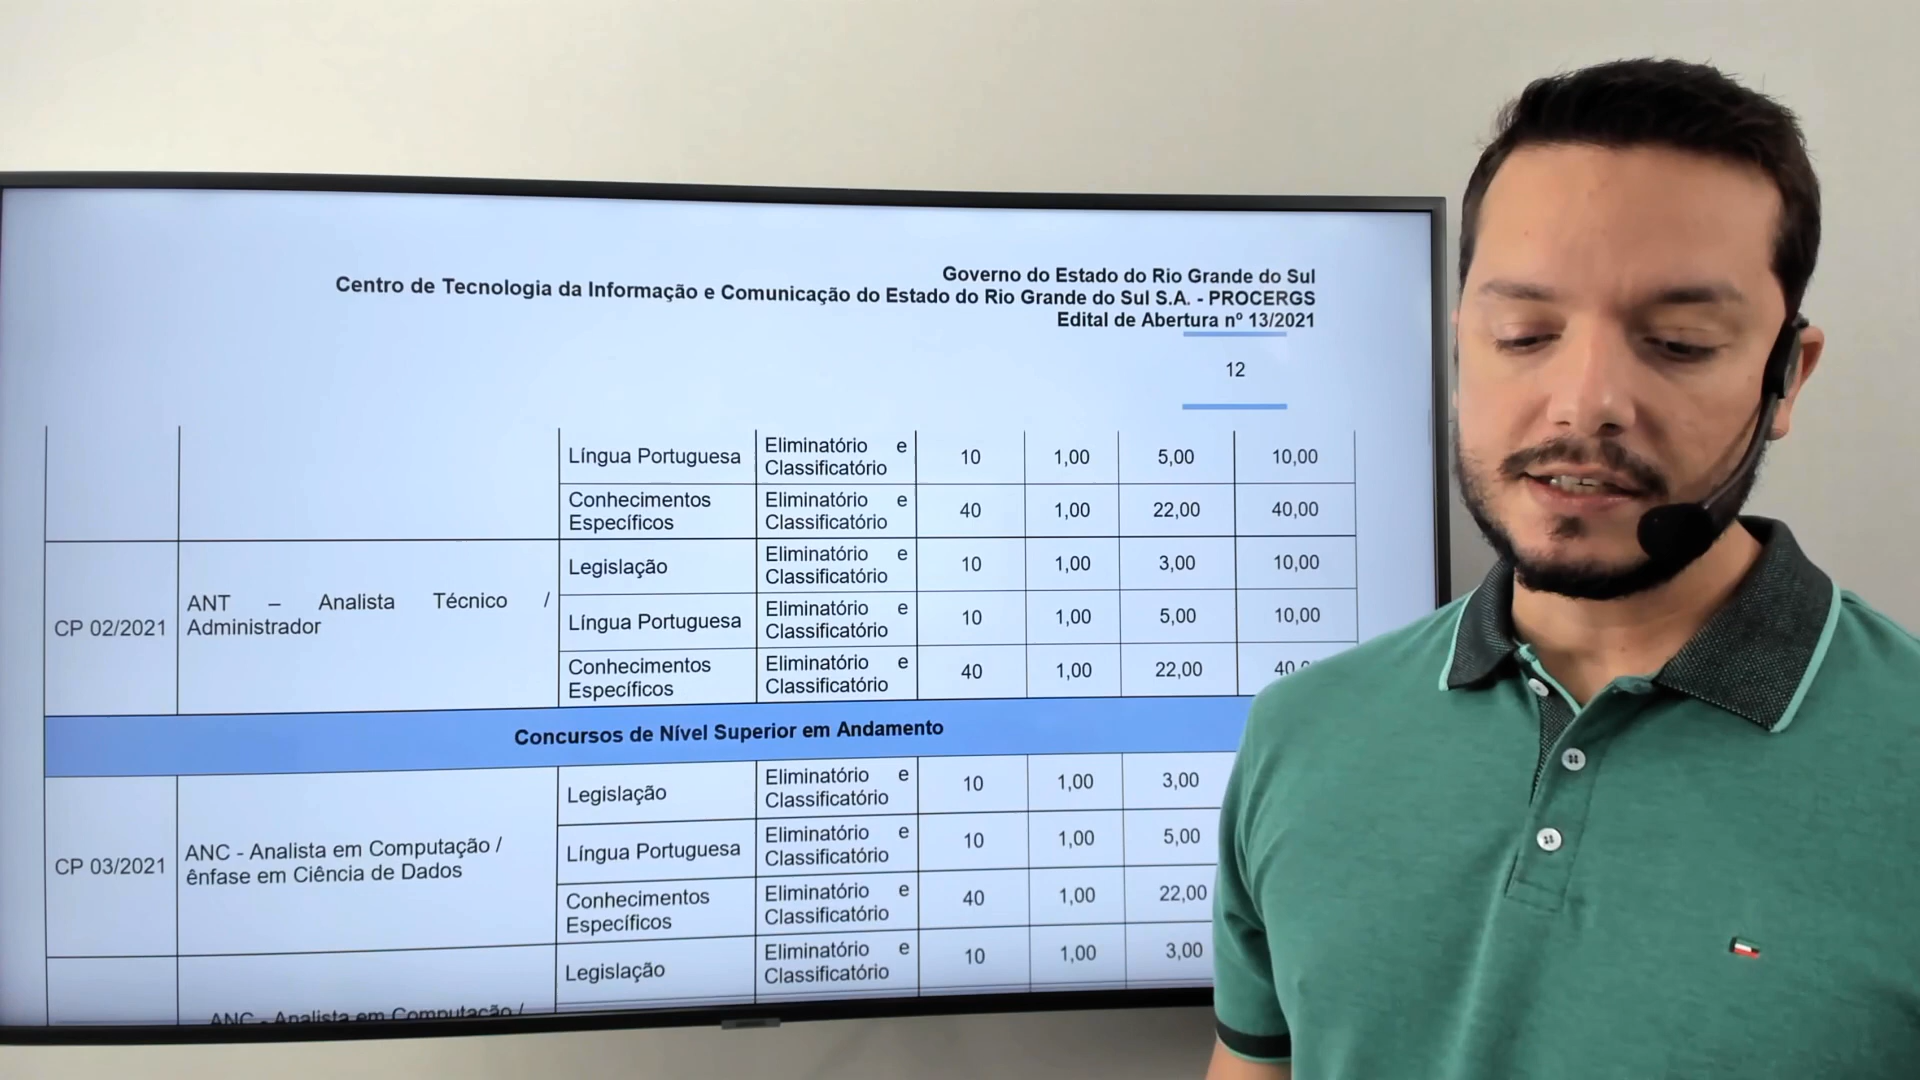 Governo do Estado do Rio Grande do Sul
Centro de Tecnologia da Informação e Comunicação do Estado do Rio Grande do Sul S.A. - PROCERGS
Edital de Abertura nº 13/2021
12
Língua Portuguesa
Eliminatório e
Classificatório
10
1,00
5,00
10,00
Conhecimentos
Específicos
Eliminatório e
Classificatório
40
1,00
22,00
40,00
CP 02/2021
ANT – Analista Técnico /
Administrador
Legislação
Eliminatório e
Classificatório
10
1,00
3,00
10,00
Língua Portuguesa
Eliminatório e
Classificatório
10
1,00
5,00
10,00
Conhecimentos
Específicos
Eliminatório e
Classificatório
40
1,00
22,00
Concursos de Nível Superior em Andamento
CP 03/2021
ANC - Analista em Computação /
ênfase em Ciência de Dados
Legislação
Eliminatório e
Classificatório
10
1,00
3,00
Língua Portuguesa
Eliminatório e
Classificatório
10
1,00
5,00
Conhecimentos
Específicos
Eliminatório e
Classificatório
40
1,00
22,00
ANC - Analista em Computação /
Legislação
Eliminatório e
Classificatório
10
1,00
3,00